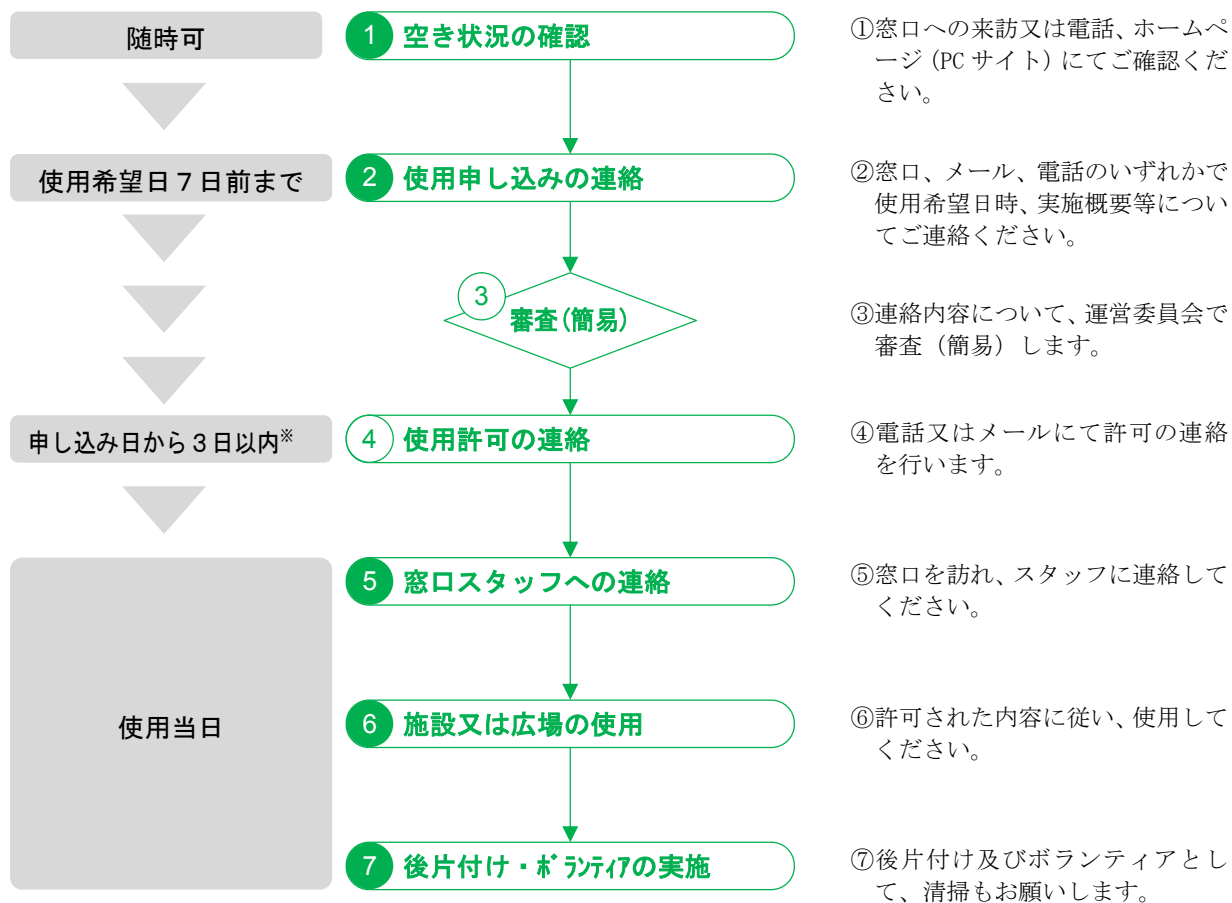 随時可
1 空き状況の確認
①窓口への来訪又は電話、ホームペ
ージ（PC サイト）にてご確認くだ
さい。
使用希望日７日前まで
2 使用申し込みの連絡
②窓口、メール、電話のいずれかで
使用希望日時、実施概要等につい
てご連絡ください。
3
審査(簡易)
③連絡内容について、運営委員会で
審査（簡易）します。
申し込み日から３日以内※
4 使用許可の連絡
④電話又はメールにて許可の連絡
を行います。
使用当日
5 窓口スタッフへの連絡
⑤窓口を訪れ、スタッフに連絡して
ください。
6 施設又は広場の使用
⑥許可された内容に従い、使用して
ください。
7 後片付け・ﾎﾞﾗﾝﾃｨｱの実施
⑦後片付け及びボランティアとし
て、清掃もお願いします。